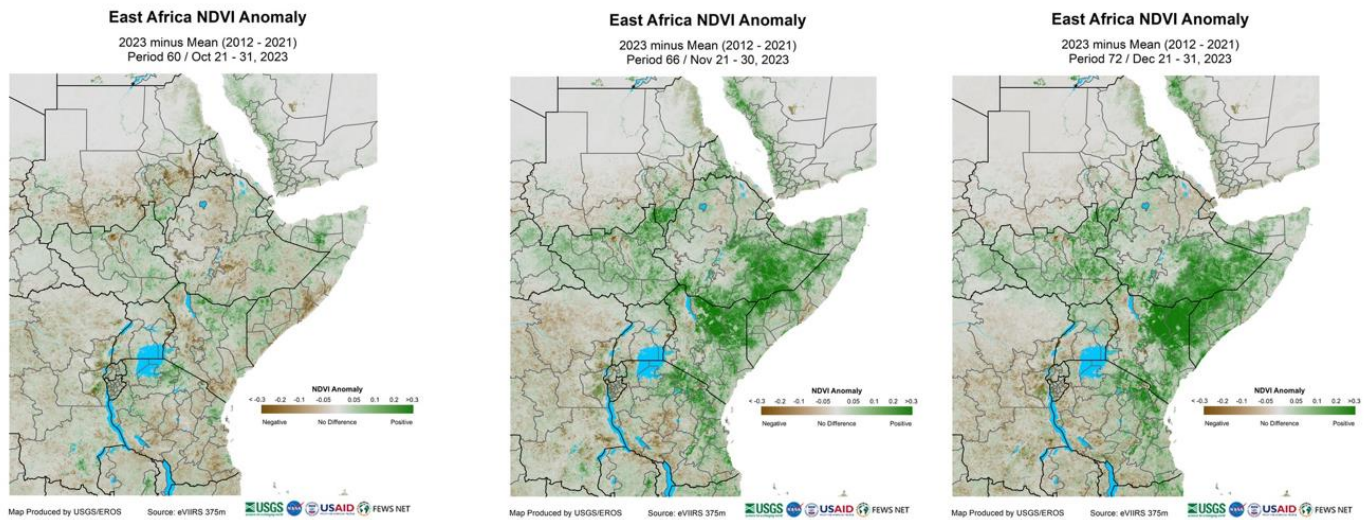 East Africa NDVI Anomaly
2023 minus Mean (2012 - 2021)
Period 60 / Oct 21 - 31, 2023
NDVI Anomaly
< -0.3 -0.2 -0.1 -0.05 0.05 0.1 0.2 >0.3
Negative No Difference Positive
Map Produced by USGS/EROS Source: eVIIRS 375m
USGS NASA USAID FEWS NET
East Africa NDVI Anomaly
2023 minus Mean (2012 - 2021)
Period 66 / Nov 21 - 30, 2023
NDVI Anomaly
< -0.3 -0.2 -0.1 -0.05 0.05 0.1 0.2 >0.3
Negative No Difference Positive
Map Produced by USGS/EROS Source: eVIIRS 375m
USGS NASA USAID FEWS NET
East Africa NDVI Anomaly
2023 minus Mean (2012 - 2021)
Period 72 / Dec 21 - 31, 2023
NDVI Anomaly
< -0.3 -0.2 -0.1 -0.05 0.05 0.1 0.2 >0.3
Negative No Difference Positive
Map Produced by USGS/EROS Source: eVIIRS 375m
USGS NASA USAID FEWS NET